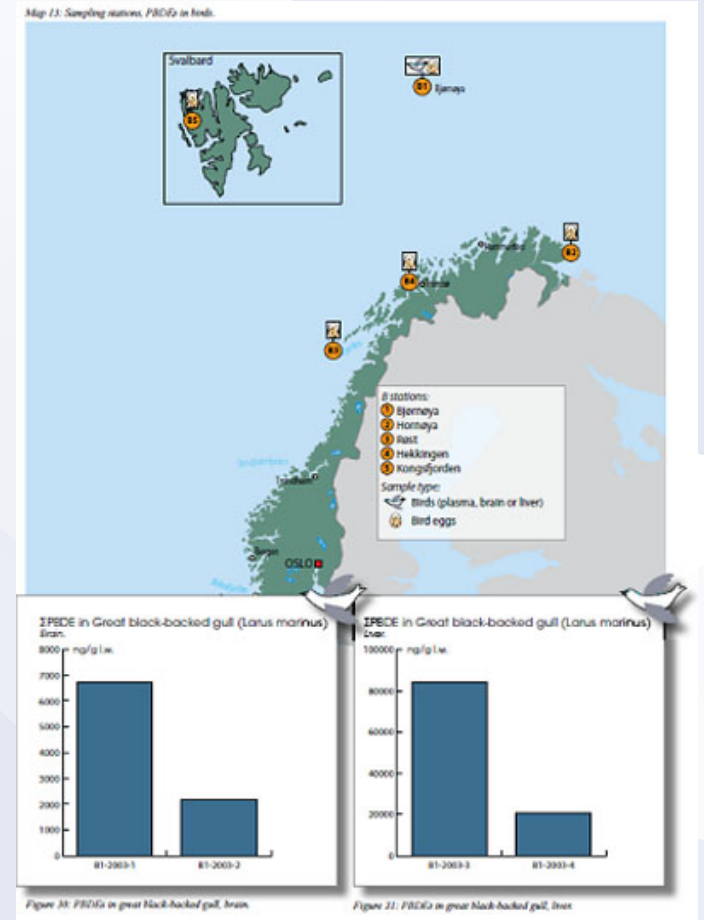 Map 13: Sampling stations, PBDEs in birds.
Svalbard
B5
B1
Bjørnøya
B2
Hammerfest
B4
Tromsø
B3
B stations:
1 Bjørnøya
2 Hornøya
3 Røst
4 Hekkingen
5 Kongsfjorden
Sample type:
Birds (plasma, brain or liver)
Bird eggs
Trondheim
Bergen
OSLO
ΣPBDE in Great black-backed gull (Larus marinus)
Brain.
8000
ng/g l.w.
7000
6000
5000
4000
3000
2000
1000
0
B1-2003-1
B1-2003-2
ΣPBDE in Great black-backed gull (Larus marinus)
Liver.
100000
ng/g l.w.
80000
60000
40000
20000
0
B1-2003-3
B1-2003-4
Figure 30: PBDEs in great black-backed gull, brain.
Figure 31: PBDEs in great black-backed gull, liver.